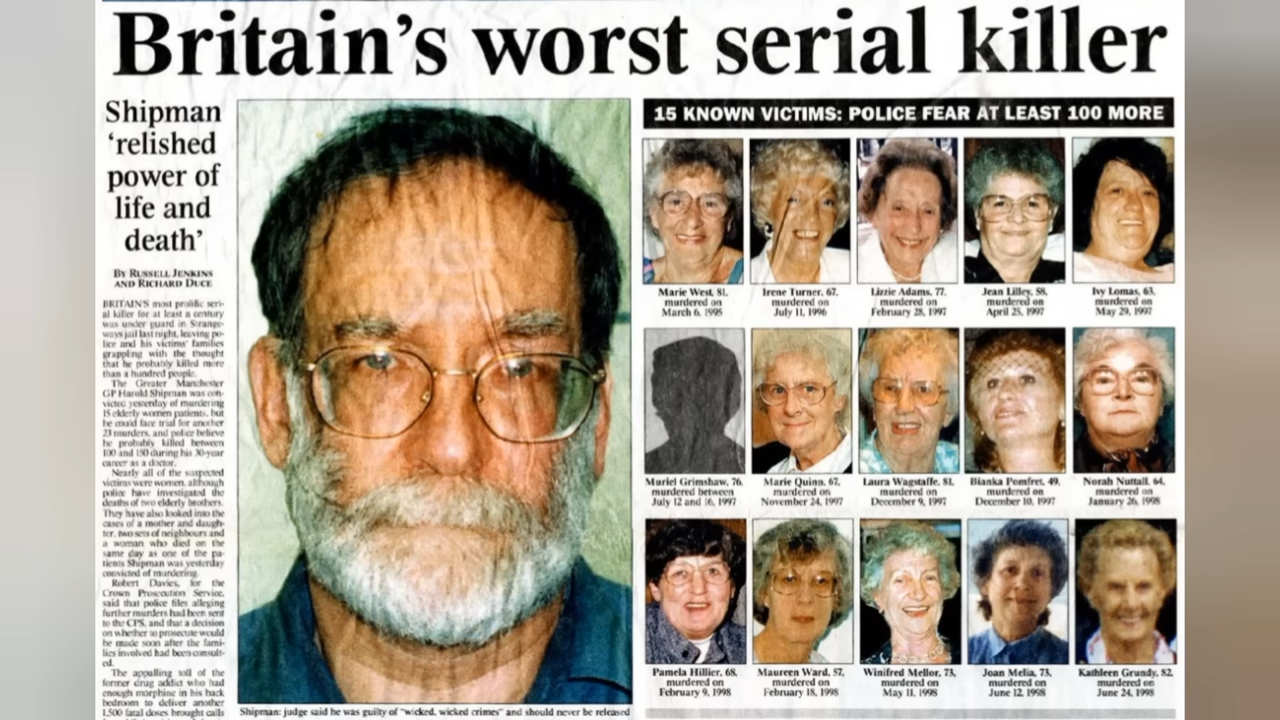 Britain's worst serial killer
Shipman
'relished
power of
life and
death'
BY RUSSELL JENKINS
AND RICHARD DUCE
BRITAIN'S most prolific seri-
al killer for at least a century
was under guard in Strange-
ways jail last night, leaving po-
lice and his victims' families
grappling with the thought
that he probably killed more
than a hundred people.
The Greater Manchester
GP Harold Shipman was con-
victed yesterday of murdering
15 elderly women patients, but
he could face trial for another
23 murders, and police believe
he probably killed between
100 and 150 during his 30-year
career as a doctor.
Nearly all of the suspected
victims were women, although
police have investigated the
deaths of two elderly brothers.
They have also looked into the
cases of a mother and daugh-
ter, two sets of neighbours and
a woman who died on the
same day as one of the pa-
tients Shipman was yesterday
convicted of murdering.
Robert Davies, for the
Crown Prosecution Service,
said that police files alleging
further murders had been sent
to the CPS, and that a decision
on whether to prosecute would
be made soon after the fami-
lies involved had been consult-
ed.
The appalling toll of the
former drug addict who had
enough morphine in his back
bedroom to deliver another
1,500 fatal doses brought calls
Shipman: judge said he was guilty of "wicked, wicked crimes" and should never be released
15 KNOWN VICTIMS: POLICE FEAR AT LEAST 100 MORE
Marie West, 81,
murdered on
March 6, 1995
Irene Turner, 67,
murdered on
July 11, 1996
Lizzie Adams, 77,
murdered on
February 28, 1997
Jean Lilley, 58,
murdered on
April 25, 1997
Ivy Lomas, 63,
murdered on
May 29, 1997
Muriel Grimshaw, 76,
murdered between
July 12 and 16, 1997
Marie Quinn, 67,
murdered on
November 24, 1997
Laura Wagstaffe, 81,
murdered on
December 9, 1997
Bianka Pomfret, 49,
murdered on
December 10, 1997
Norah Nuttall, 64,
murdered on
January 26, 1998
Pamela Hillier, 68,
murdered on
February 9, 1998
Maureen Ward, 57,
murdered on
February 18, 1998
Winifred Mellor, 73,
murdered on
May 11, 1998
Joan Melia, 73,
murdered on
June 12, 1998
Kathleen Grundy, 82,
murdered on
June 24, 1998